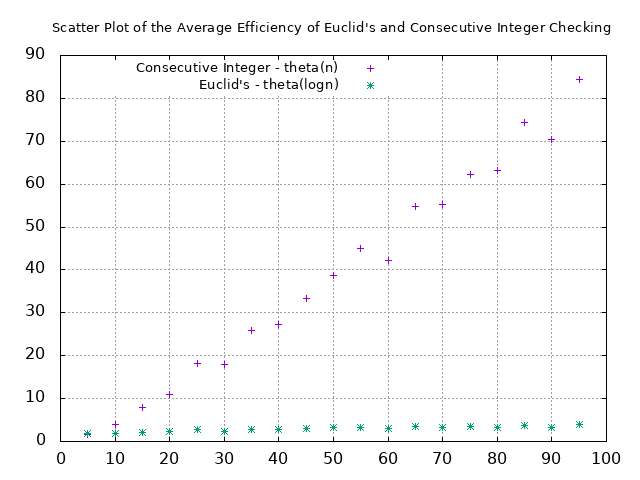 Scatter Plot of the Average Efficiency of Euclid's and Consecutive Integer Checking
90
80
70
60
50
40
30
20
10
0
Consecutive Integer - theta(n)
Euclid's - theta(logn)
0 10 20 30 40 50 60 70 80 90 100